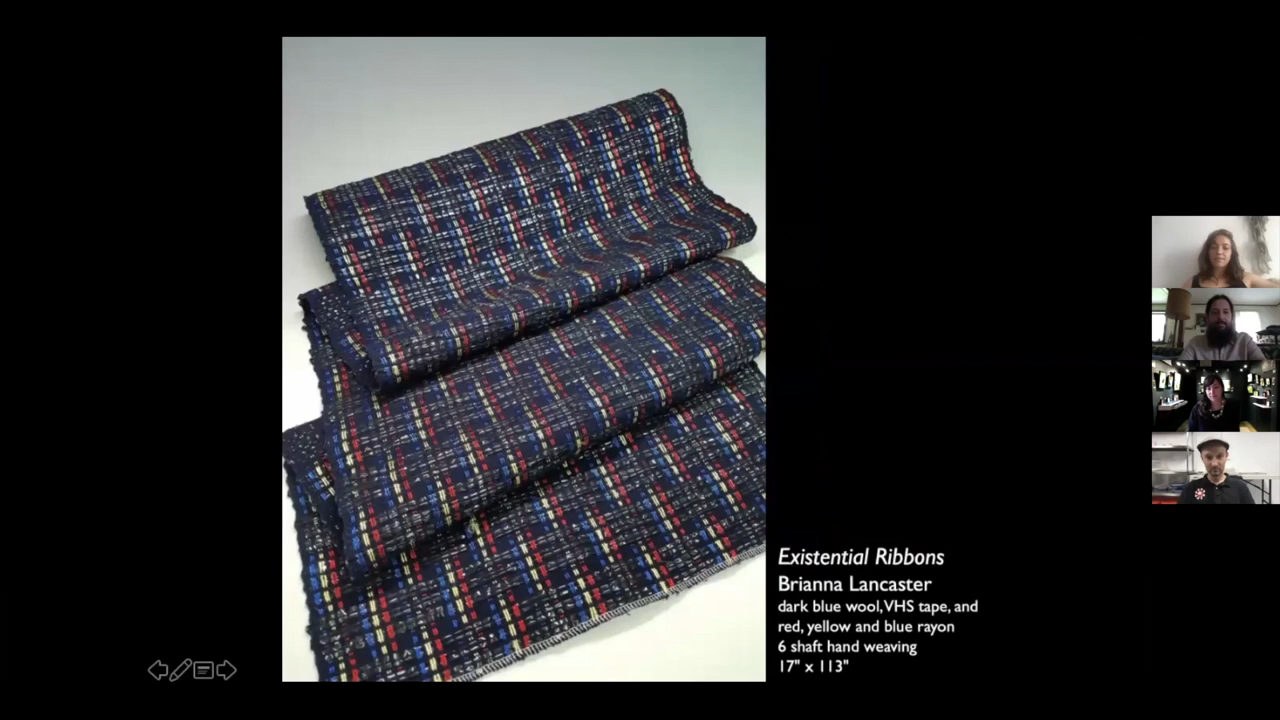 Existential Ribbons
Brianna Lancaster
dark blue wool, VHS tape, and
red, yellow and blue rayon
6 shaft hand weaving
17" x 113"